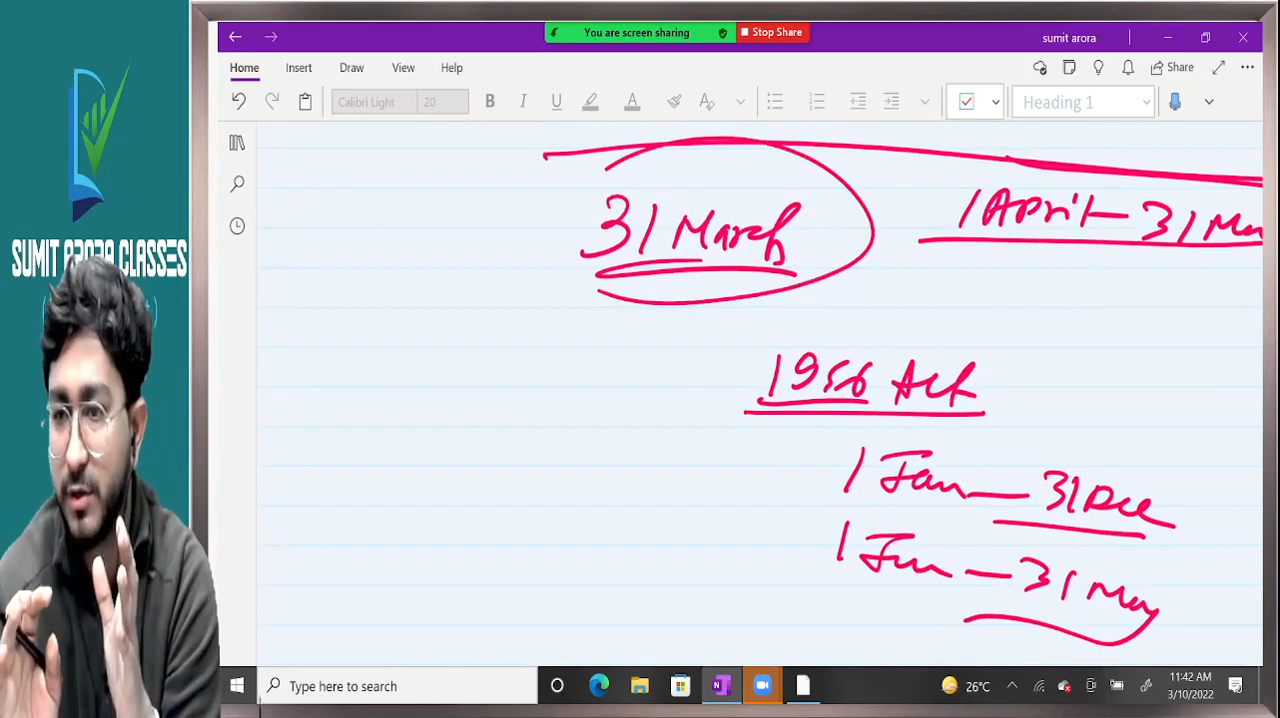 You are screen sharing Stop Share
sumit arora
Home Insert Draw View Help Share
Calibri Light 20 B I U A A Heading 1
31 March
1 April - 31 Mar
SUMIT ARORA CLASSES
1956 Act
1 Jan - 31 Dec
1 Jun - 31 May
Type here to search
26°C
11:42 AM
3/10/2022